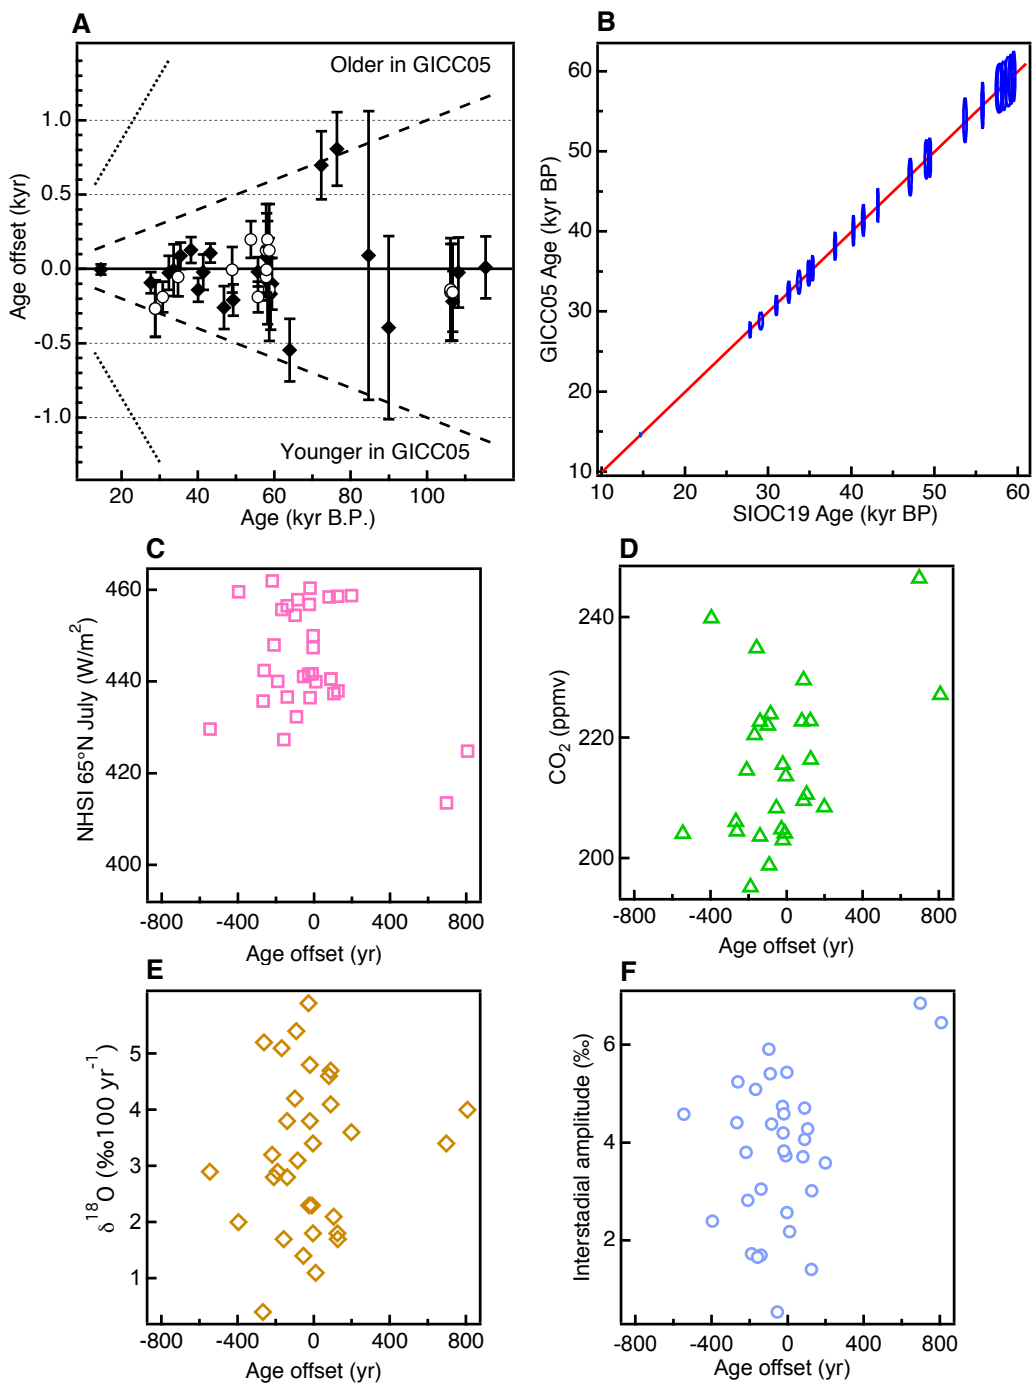 A
Older in GICC05
1.0
0.5
0.0
-0.5
-1.0
Age offset (kyr)
Younger in GICC05
20
40
60
80
100
Age (kyr B.P.)
B
60
50
40
30
20
10
GICC05 Age (kyr BP)
10
20
30
40
50
60
SIOC19 Age (kyr BP)
C
460
440
420
400
NHSI 65°N July (W/m²)
-800
-400
0
400
800
Age offset (yr)
D
240
220
200
CO₂ (ppmv)
-800
-400
0
400
800
Age offset (yr)
E
5
4
3
2
1
δ¹⁸O (‰100 yr⁻¹)
-800
-400
0
400
800
Age offset (yr)
F
6
4
2
Interstadial amplitude (‰)
-800
-400
0
400
800
Age offset (yr)